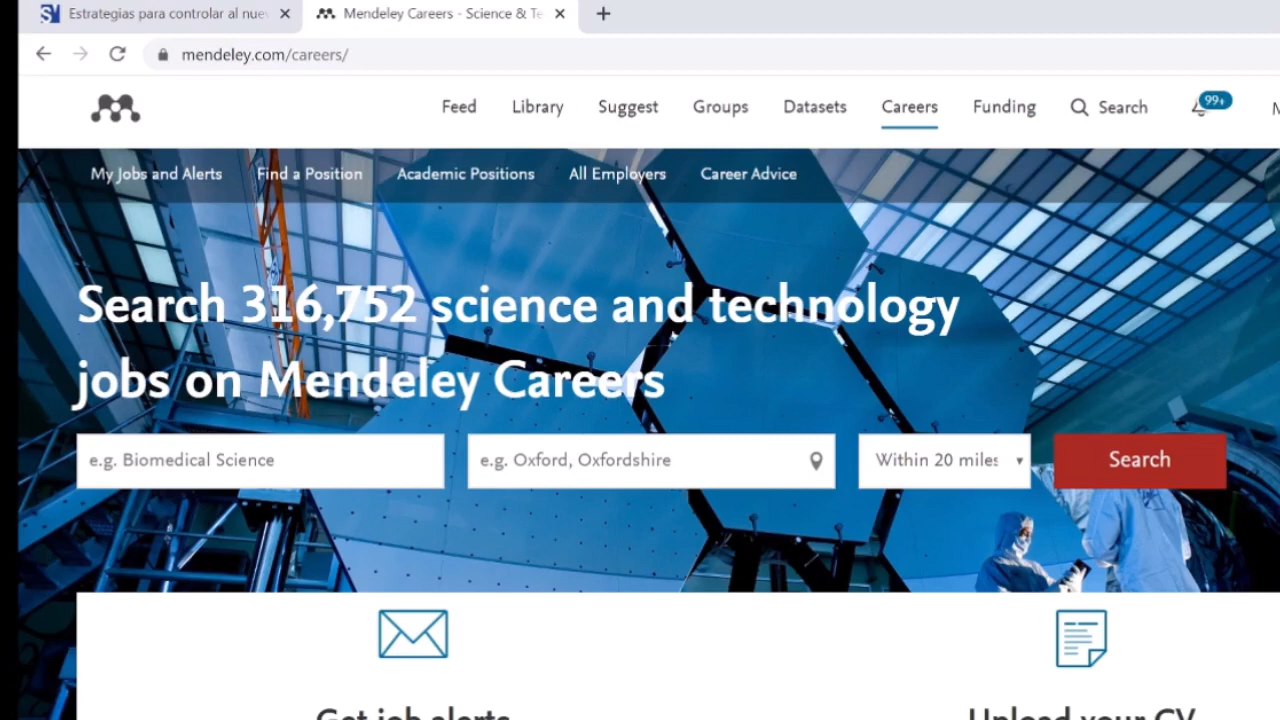 Estrategias para controlar al nue
Mendeley Careers - Science & Te
mendeley.com/careers/
Feed Library Suggest Groups Datasets Careers Funding Search 99+
My Jobs and Alerts Find a Position Academic Positions All Employers Career Advice
Search 316,752 science and technology
jobs on Mendeley Careers
e.g. Biomedical Science e.g. Oxford, Oxfordshire Within 20 miles Search
Get job alerts Upload your CV